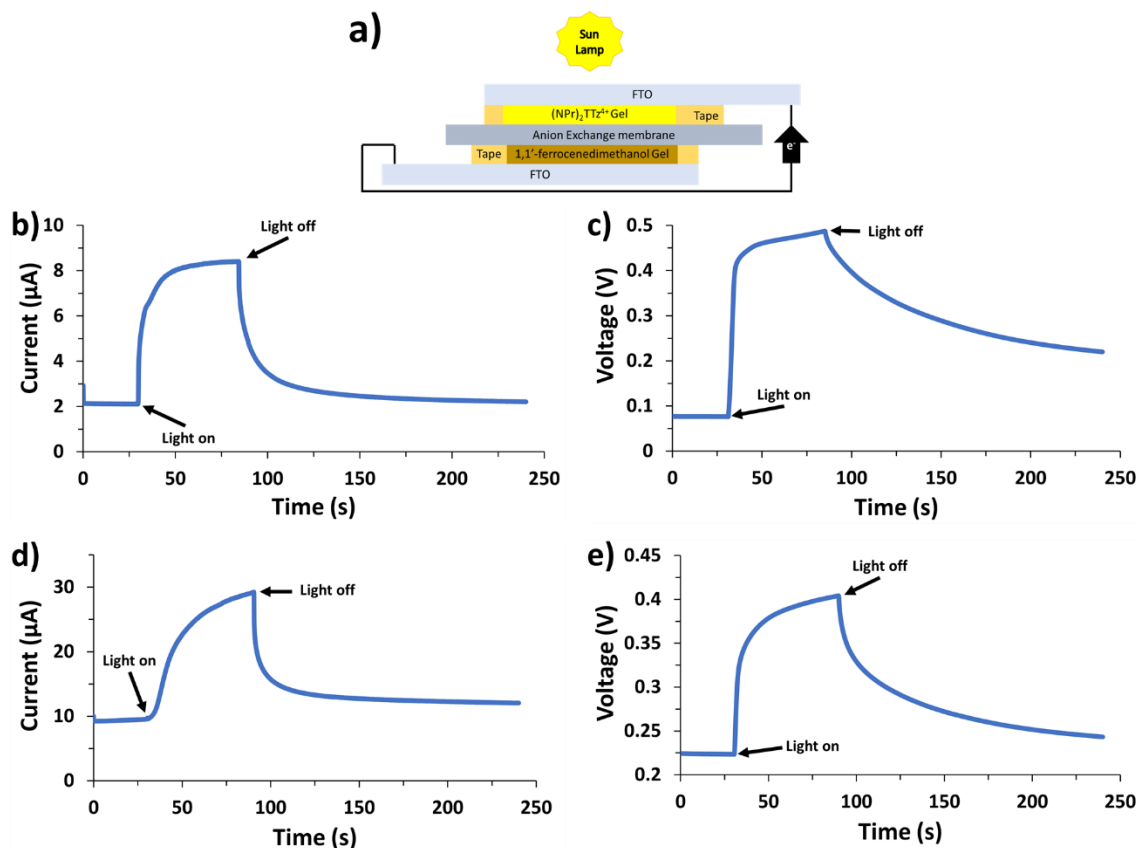 a)
Sun
Lamp
FTO
(NPr)₂TTz⁴⁺ Gel
Tape
Anion Exchange membrane
e⁻
Tape
1,1'-ferrocenedimethanol Gel
FTO
b)
Current (µA)
10
8
6
4
2
0
Light off
Light on
0
50
100
150
200
250
Time (s)
c)
Voltage (V)
0.5
0.4
0.3
0.2
0.1
0
Light off
Light on
0
50
100
150
200
250
Time (s)
d)
Current (µA)
30
20
10
0
Light on
Light off
0
50
100
150
200
250
Time (s)
e)
Voltage (V)
0.45
0.4
0.35
0.3
0.25
0.2
Light off
Light on
0
50
100
150
200
250
Time (s)